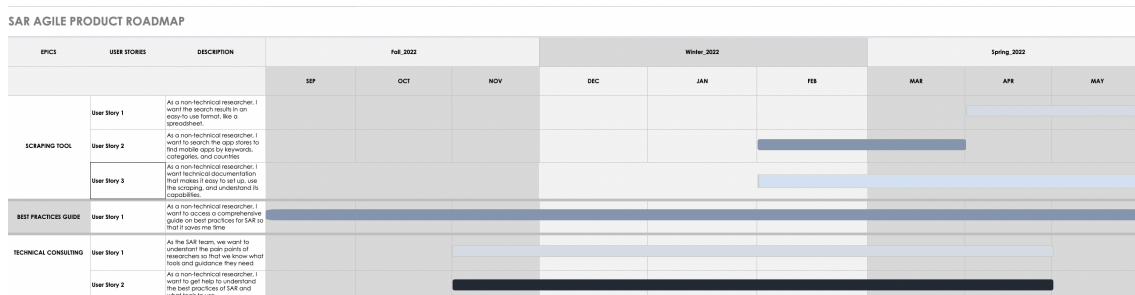 SAR AGILE PRODUCT ROADMAP
EPICS USER STORIES DESCRIPTION Fall_2022 Winter_2022 Spring_2022
SEP OCT NOV DEC JAN FEB MAR APR MAY
SCRAPING TOOL
User Story 1
As a non-technical researcher, I
want the search results in an
easy-to use format, like a
spreadsheet.
User Story 2
As a non-technical researcher, I
want to search the app stores to
find mobile apps by keywords,
categories, and countries
User Story 3
As a non-technical researcher, I
want technical documentation
that makes it easy to set up, use
the scraping, and understand its
capabilities.
BEST PRACTICES GUIDE
User Story 1
As a non-technical researcher, I
want to access a comprehensive
guide on best practices for SAR so
that it saves me time
TECHNICAL CONSULTING
User Story 1
As the SAR team, we want to
understant the pain points of
researchers so that we know what
tools and guidance they need
User Story 2
As a non-technical researcher, I
want to get help to understand
the best practices of SAR and
what tools to use